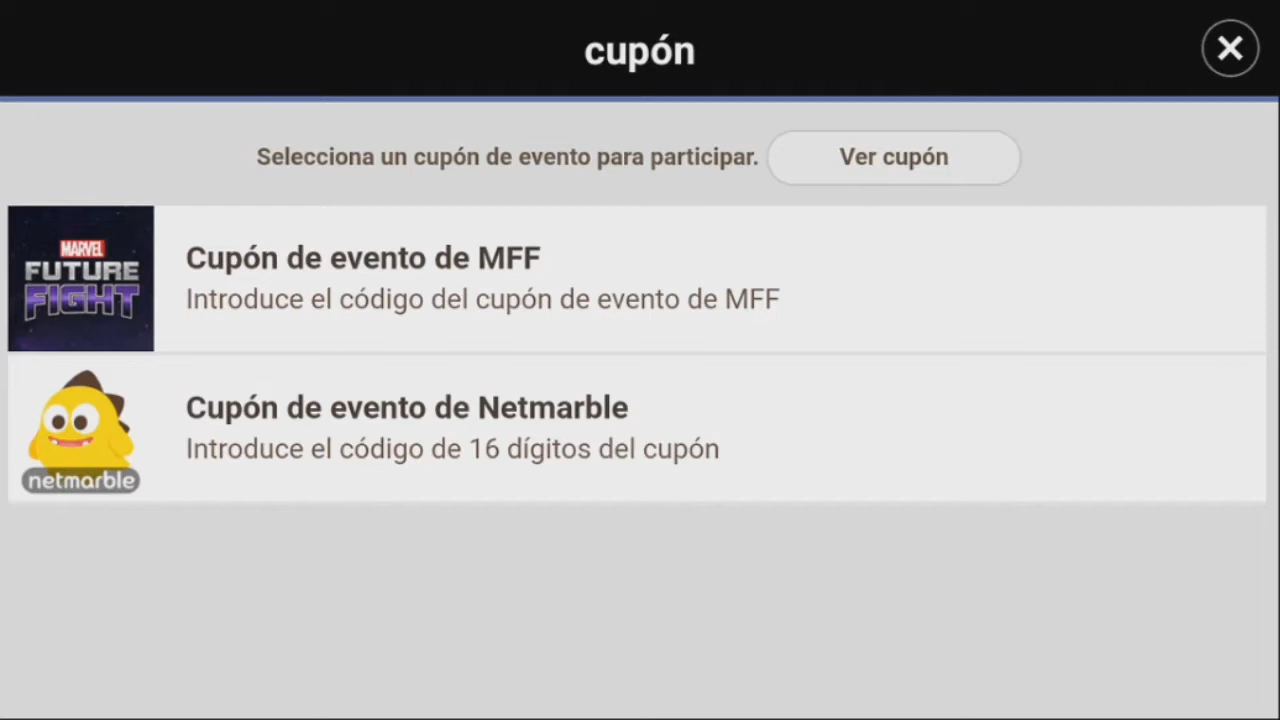 cupón
Selecciona un cupón de evento para participar. Ver cupón
MARVEL
FUTURE
FIGHT
Cupón de evento de MFF
Introduce el código del cupón de evento de MFF
netmarble
Cupón de evento de Netmarble
Introduce el código de 16 dígitos del cupón